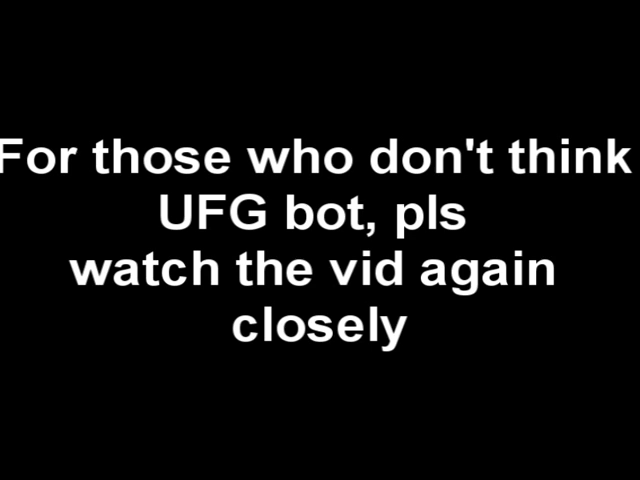 For those who don't think
UFG bot, pls
watch the vid again
closely